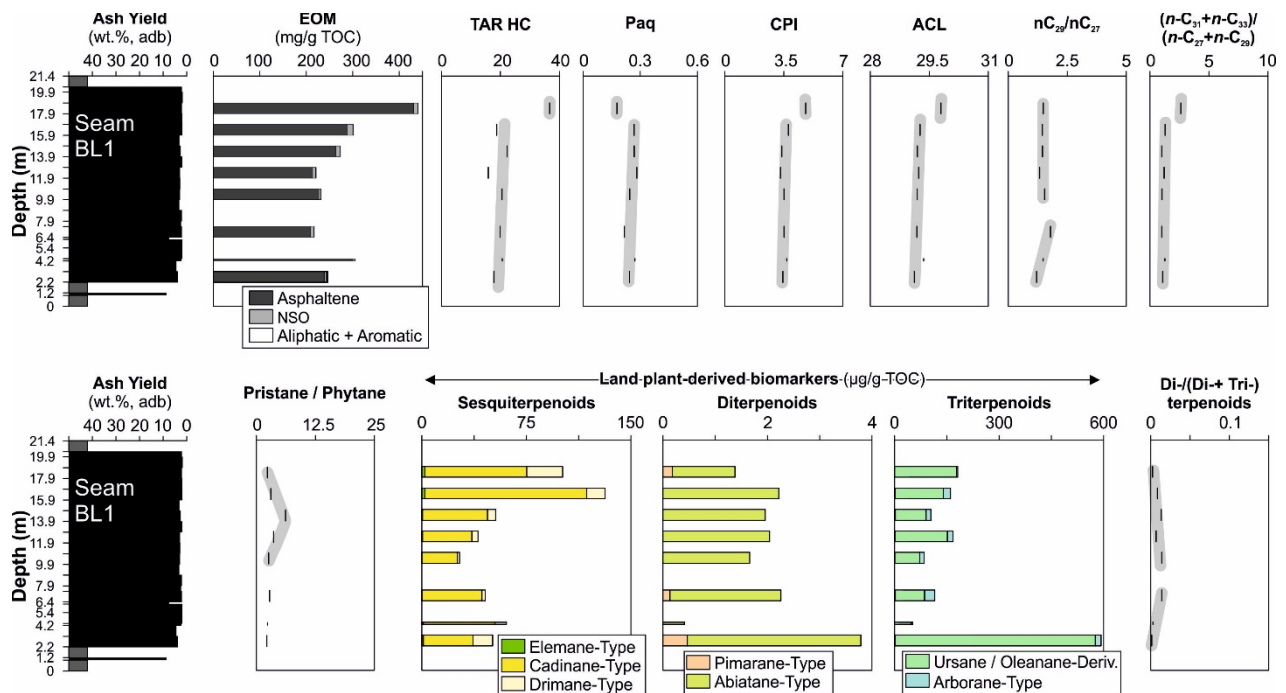 Ash Yield
(wt.%, adb)
50 40 30 20 10 0
EOM
(mg/g TOC)
0 100 200 300 400
TAR HC
0 20 40
Paq
0 0.3 0.6
CPI
0 3.5 7
ACL
28 29.5 31
nC29/nC27
0 2.5 5
(n-C31+n-C33)/
(n-C27+n-C29)
0 5 10
Depth (m)
21.4
19.9
17.9
15.9
13.9
11.9
9.9
7.9
6.4
5.4
4.2
2.2
1.2
0
Seam
BL1
Asphaltene
NSO
Aliphatic + Aromatic
Ash Yield
(wt.%, adb)
50 40 30 20 10 0
Pristane / Phytane
0 12.5 25
Land-plant-derived-biomarkers (µg/g TOC)
Sesquiterpenoids
0 75 150
Diterpenoids
0 2 4
Triterpenoids
0 300 600
Di-/(Di-+ Tri-)
terpenoids
0 0.1
Depth (m)
21.4
19.9
17.9
15.9
13.9
11.9
9.9
7.9
6.4
5.4
4.2
2.2
1.2
0
Seam
BL1
Elemane-Type
Cadinane-Type
Drimane-Type
Pimarane-Type
Abiatane-Type
Ursane / Oleanane-Deriv.
Arborane-Type